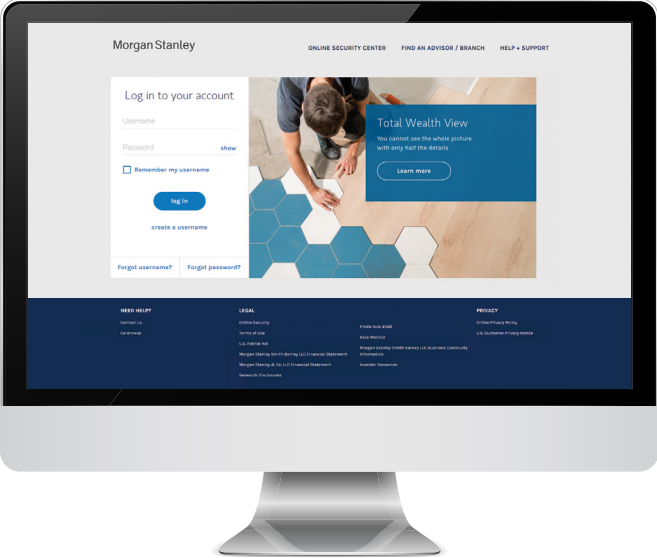 Morgan Stanley
ONLINE SECURITY CENTER FIND AN ADVISOR / BRANCH HELP + SUPPORT
Log in to your account
Username
Password show
Remember my username
log in
create a username
Forgot username? Forgot password?
Total Wealth View
You cannot see the whole picture
with only half the details
Learn more
NEED HELP?
Contact Us
Co-Browse
LEGAL
Online Security
Terms of Use
U.S. Patriot Act
Morgan Stanley Smith Barney LLC Financial Statement
Morgan Stanley & Co. LLC Financial Statement
Research Disclosures
FINRA Rule
Rate Monitor
Morgan Stanley Smith Barney LLC Business Continuity
Information
Investor Resources
PRIVACY
Online Privacy Policy
U.S. Customer Privacy Notice